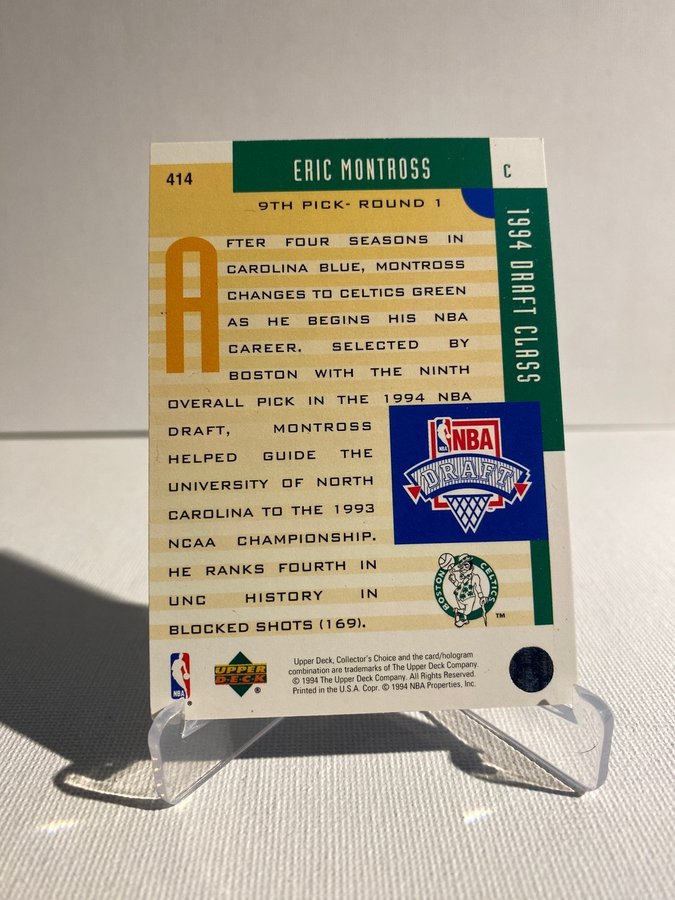 414
ERIC MONTROSS
C
9TH PICK- ROUND 1
1994 DRAFT CLASS
AFTER FOUR SEASONS IN
CAROLINA BLUE, MONTROSS
CHANGES TO CELTICS GREEN
AS HE BEGINS HIS NBA
CAREER. SELECTED BY
BOSTON WITH THE NINTH
OVERALL PICK IN THE 1994 NBA
DRAFT, MONTROSS
HELPED GUIDE THE
UNIVERSITY OF NORTH
CAROLINA TO THE 1993
NCAA CHAMPIONSHIP.
HE RANKS FOURTH IN
UNC HISTORY IN
BLOCKED SHOTS (169).
NBA
NBA
DRAFT
BOSTON CELTICS
™
NBA
®
UPPER
DECK
®
Upper Deck, Collector's Choice and the card/hologram
combination are trademarks of The Upper Deck Company.
© 1994 The Upper Deck Company. All Rights Reserved.
Printed in the U.S.A. Copr. © 1994 NBA Properties, Inc.